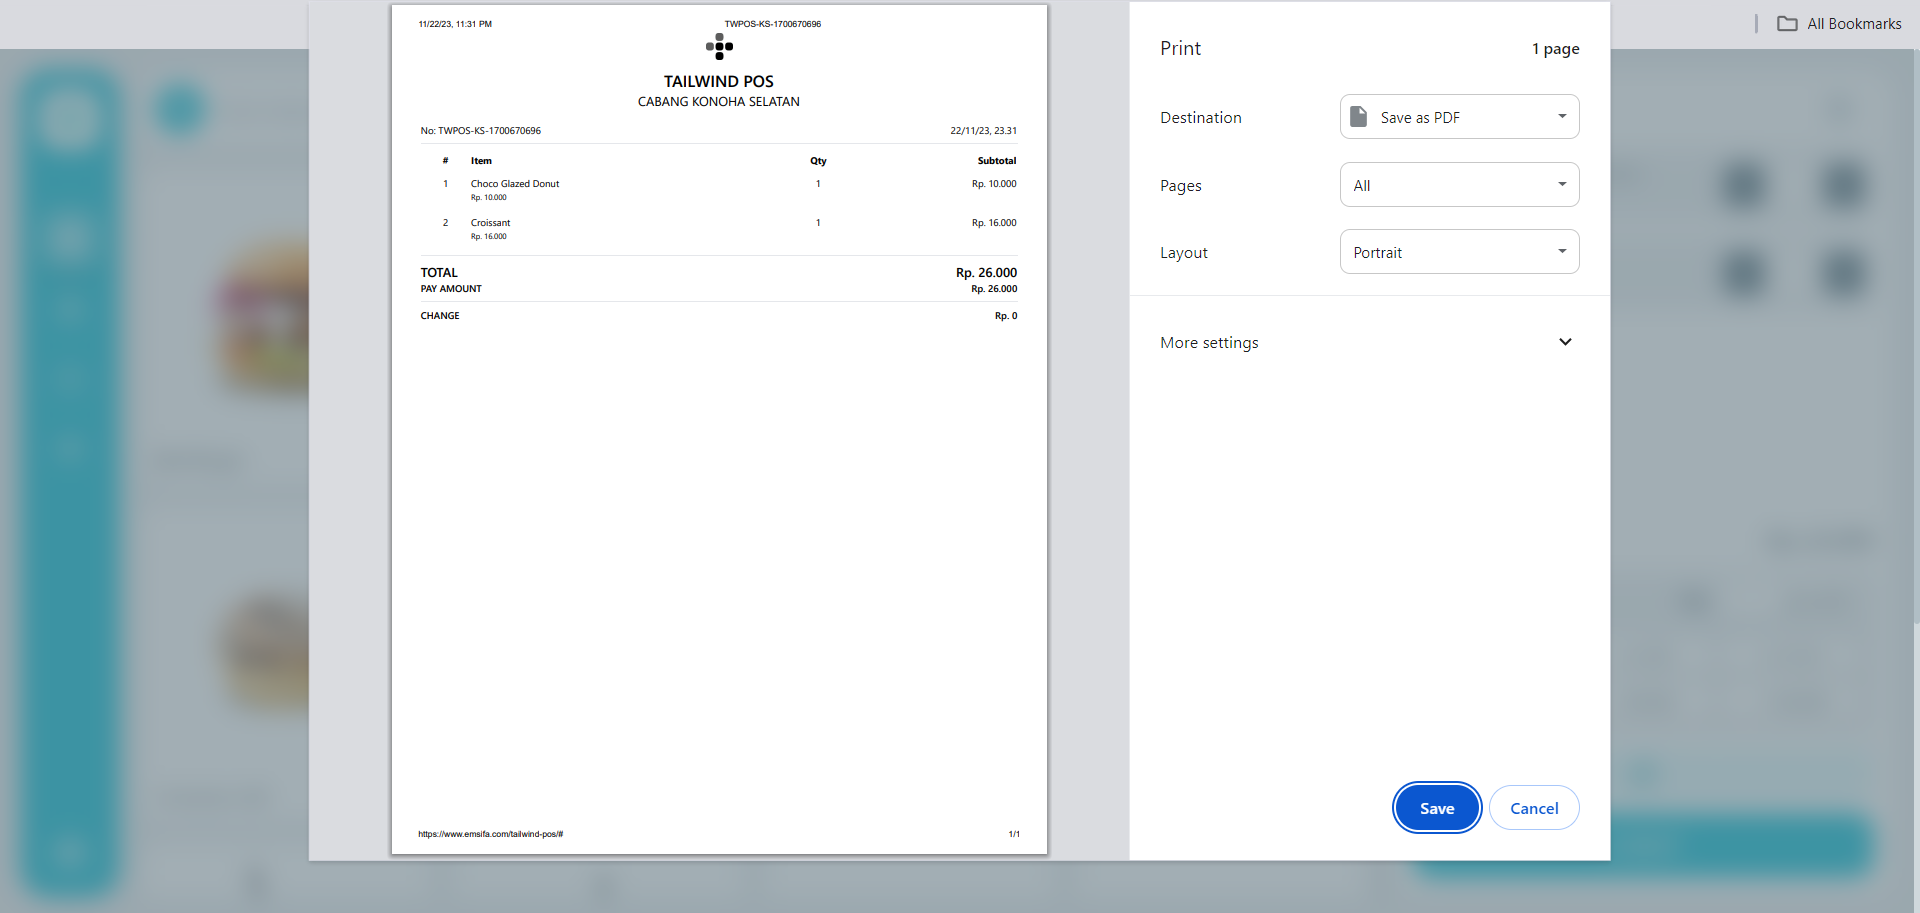 All Bookmarks
11/22/23, 11:31 PM TWPOS-KS-1700670696
TAILWIND POS
CABANG KONOHA SELATAN
No: TWPOS-KS-1700670696 22/11/23, 23.31
# Item Qty Subtotal
1 Choco Glazed Donut 1 Rp. 10.000
Rp. 10.000
2 Croissant 1 Rp. 16.000
Rp. 16.000
TOTAL Rp. 26.000
PAY AMOUNT Rp. 26.000
CHANGE Rp. 0
https://www.emsifa.com/tailwind-pos/# 1/1
Print 1 page
Destination Save as PDF
Pages All
Layout Portrait
More settings
Save Cancel